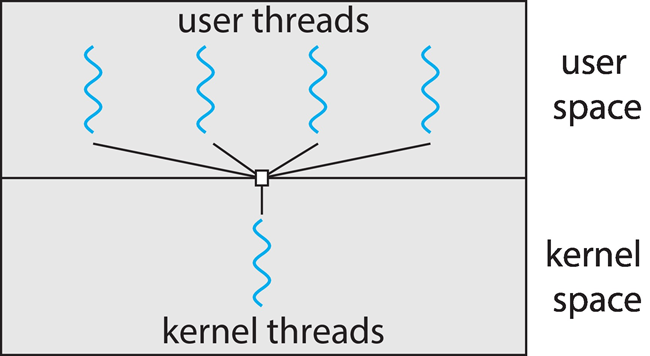 user threads
user
space
kernel
space
kernel threads